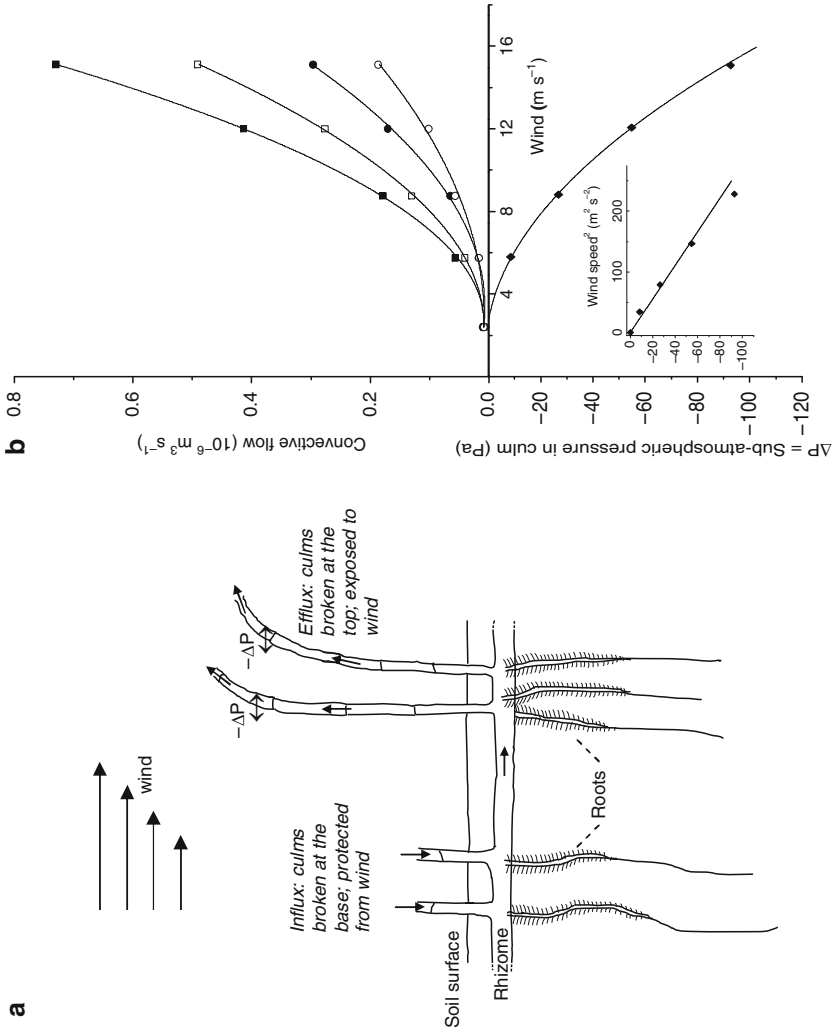 a
wind
Influx: culms
broken at the
base; protected
from wind
Efflux: culms
broken at the
top; exposed to
wind
−ΔP
−ΔP
Soil surface
Rhizome
Roots
b
0.8
0.6
0.4
0.2
0.0
−20
−40
−60
−80
−100
−120
Convective flow (10⁻⁶ m³ s⁻¹)
ΔP = Sub-atmospheric pressure in culm (Pa)
4
8
12
16
Wind (m s⁻¹)
Wind speed² (m² s⁻²)
0
100
200
0
−20
−40
−60
−80
−100